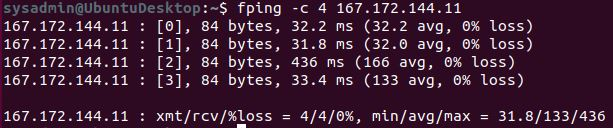 sysadmin@UbuntuDesktop:~$ fping -c 4 167.172.144.11
167.172.144.11 : [0], 84 bytes, 32.2 ms (32.2 avg, 0% loss)
167.172.144.11 : [1], 84 bytes, 31.8 ms (32.0 avg, 0% loss)
167.172.144.11 : [2], 84 bytes, 436 ms (166 avg, 0% loss)
167.172.144.11 : [3], 84 bytes, 33.4 ms (133 avg, 0% loss)

167.172.144.11 : xmt/rcv/%loss = 4/4/0%, min/avg/max = 31.8/133/436